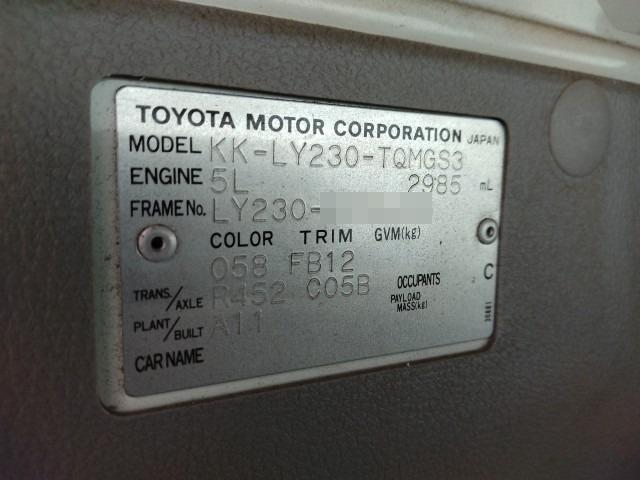 TOYOTA MOTOR CORPORATION JAPAN
MODEL KK-LY230-TQMGS3
ENGINE 5L 2985 mL
FRAME No. LY230-
COLOR TRIM GVM(kg)
058 FB12
TRANS./AXLE R452 C05B OCCUPANTS PAYLOAD MASS(kg) C
PLANT/BUILT A11
CAR NAME